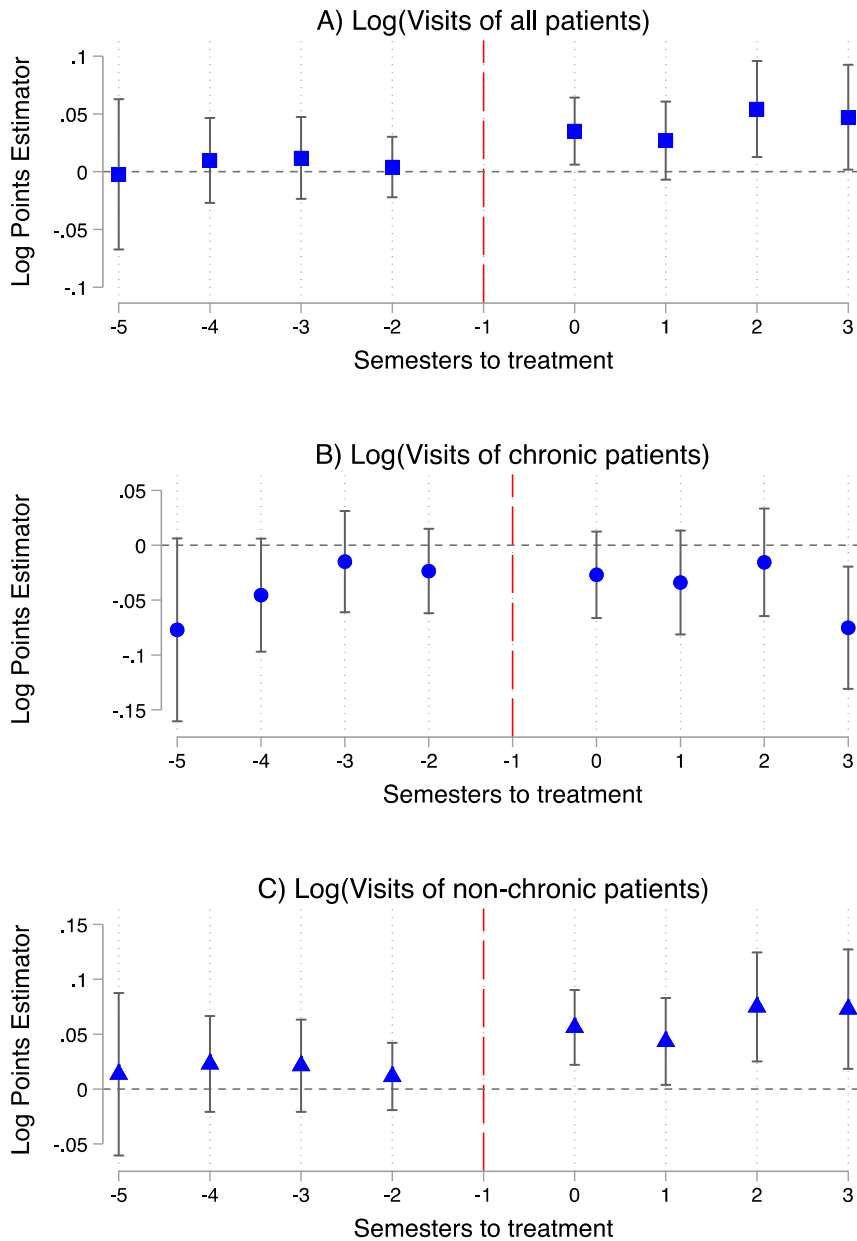 A) Log(Visits of all patients)
Log Points Estimator
.1
.05
0
-.05
-.1
-5 -4 -3 -2 -1 0 1 2 3
Semesters to treatment
B) Log(Visits of chronic patients)
Log Points Estimator
.05
0
-.05
-.1
-.15
-5 -4 -3 -2 -1 0 1 2 3
Semesters to treatment
C) Log(Visits of non-chronic patients)
Log Points Estimator
.15
.1
.05
0
-.05
-5 -4 -3 -2 -1 0 1 2 3
Semesters to treatment